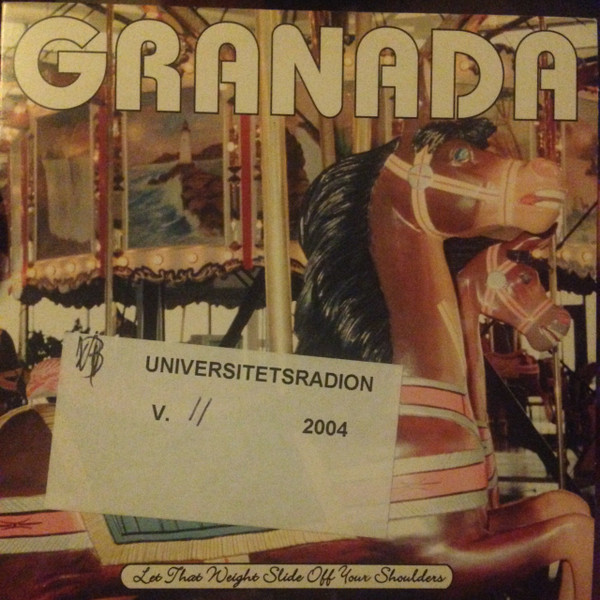 GRANADA
UNIVERSITETSRADION
V. 11
2004
Let That Weight Slide Off Your Shoulders